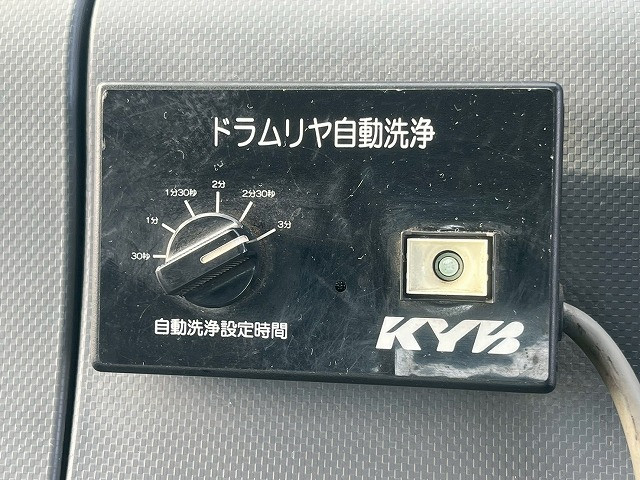 ドラムリヤ自動洗浄
2分
1分30秒
2分30秒
1分
3分
30秒
自動洗浄設定時間
KYB